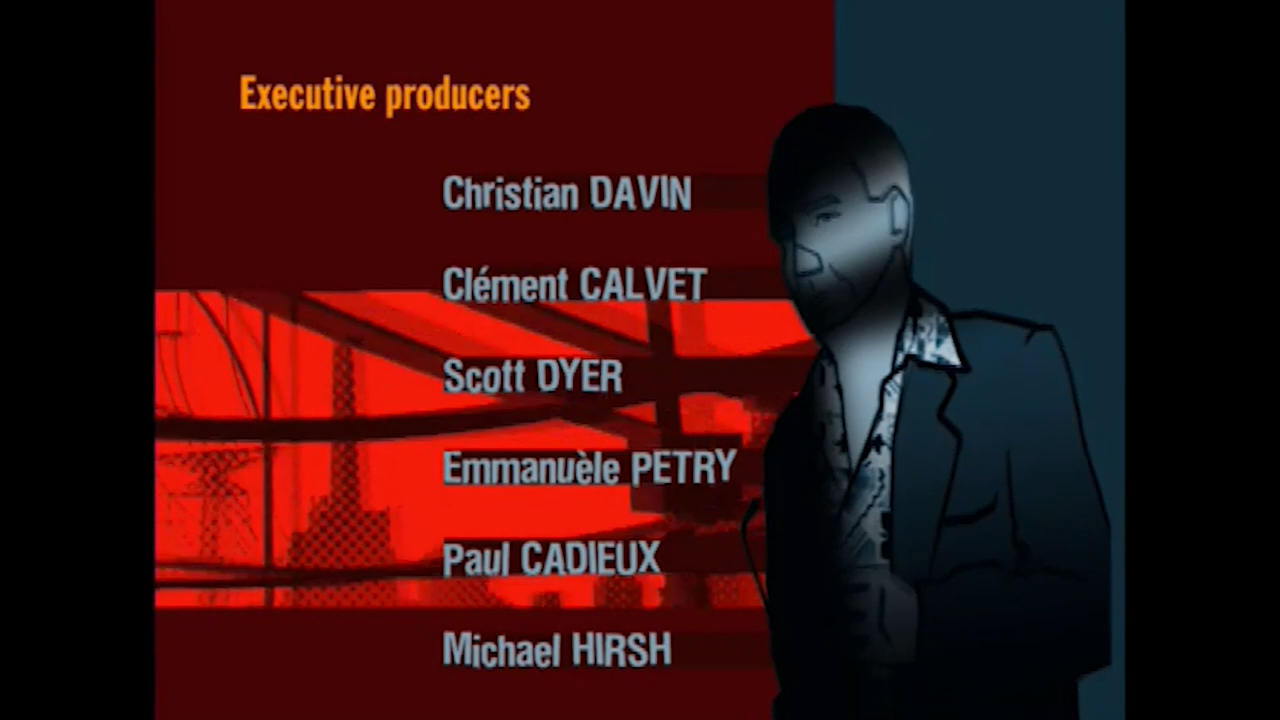 Executive producers
Christian DAVIN
Clément CALVET
Scott DYER
Emmanuèle PETRY
Paul CADIEUX
Michael HIRSH